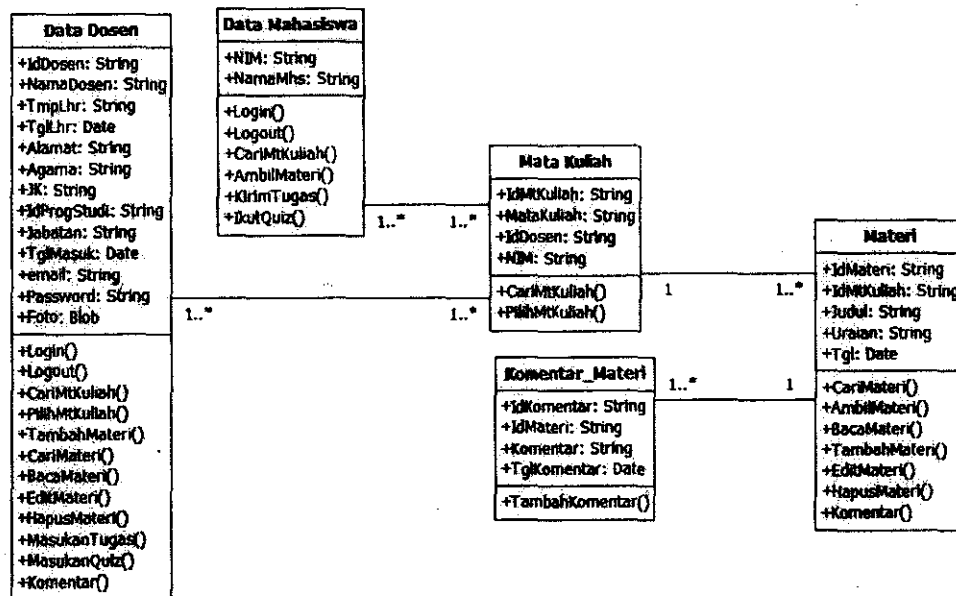 Data Dosen
+IdDosen: String
+NamaDosen: String
+TmpLhr: String
+TglLhr: Date
+Alamat: String
+Agama: String
+JK: String
+IdProgStudi: String
+Jabatan: String
+TglMasuk: Date
+email: String
+Password: String
+Foto: Blob
+Login()
+Logout()
+CariMtKuliah()
+PilihMtKuliah()
+TambahMateri()
+CariMateri()
+BacaMateri()
+EditMateri()
+HapusMateri()
+MasukanTugas()
+MasukanQuiz()
+Komentar()
Data Mahasiswa
+NIM: String
+NamaMhs: String
+Login()
+Logout()
+CariMtKuliah()
+AmbilMateri()
+KirimTugas()
+IkutQuiz()
1..* 1..*
1..* 1..*
Mata Kuliah
+IdMtKuliah: String
+MataKuliah: String
+IdDosen: String
+NIM: String
+CariMtKuliah()
+PilihMtKuliah()
1 1..*
Komentar_Materi
+IdKomentar: String
+IdMateri: String
+Komentar: String
+TglKomentar: Date
+TambahKomentar()
1..* 1
Materi
+IdMateri: String
+IdMtKuliah: String
+Judul: String
+Uraian: String
+Tgl: Date
+CariMateri()
+AmbilMateri()
+BacaMateri()
+TambahMateri()
+EditMateri()
+HapusMateri()
+Komentar()